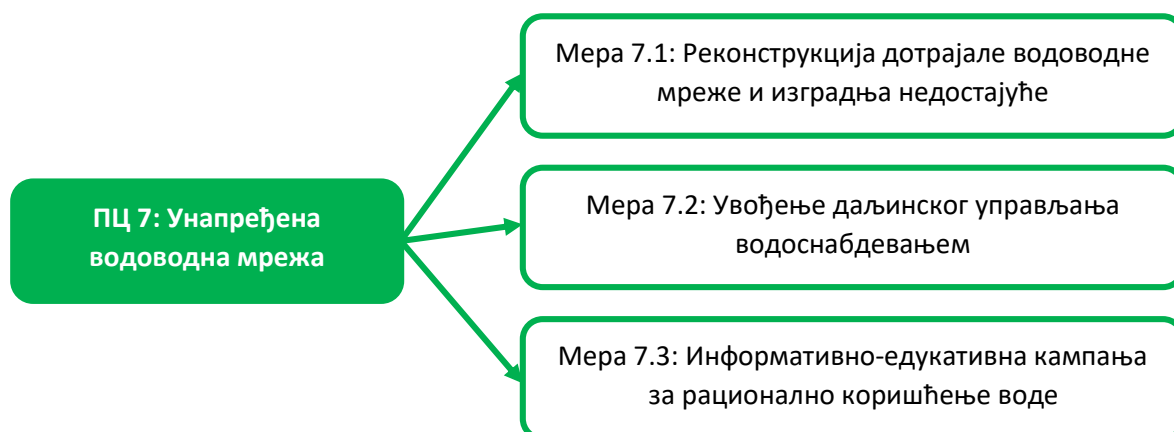 Мера 7.1: Реконструкција дотрајале водоводне
мреже и изградња недостајуће
ПЦ 7: Унапређена
водоводна мрежа
Мера 7.2: Увођење даљинског управљања
водоснабдевањем
Мера 7.3: Информативно-едукативна кампања
за рационално коришћење воде